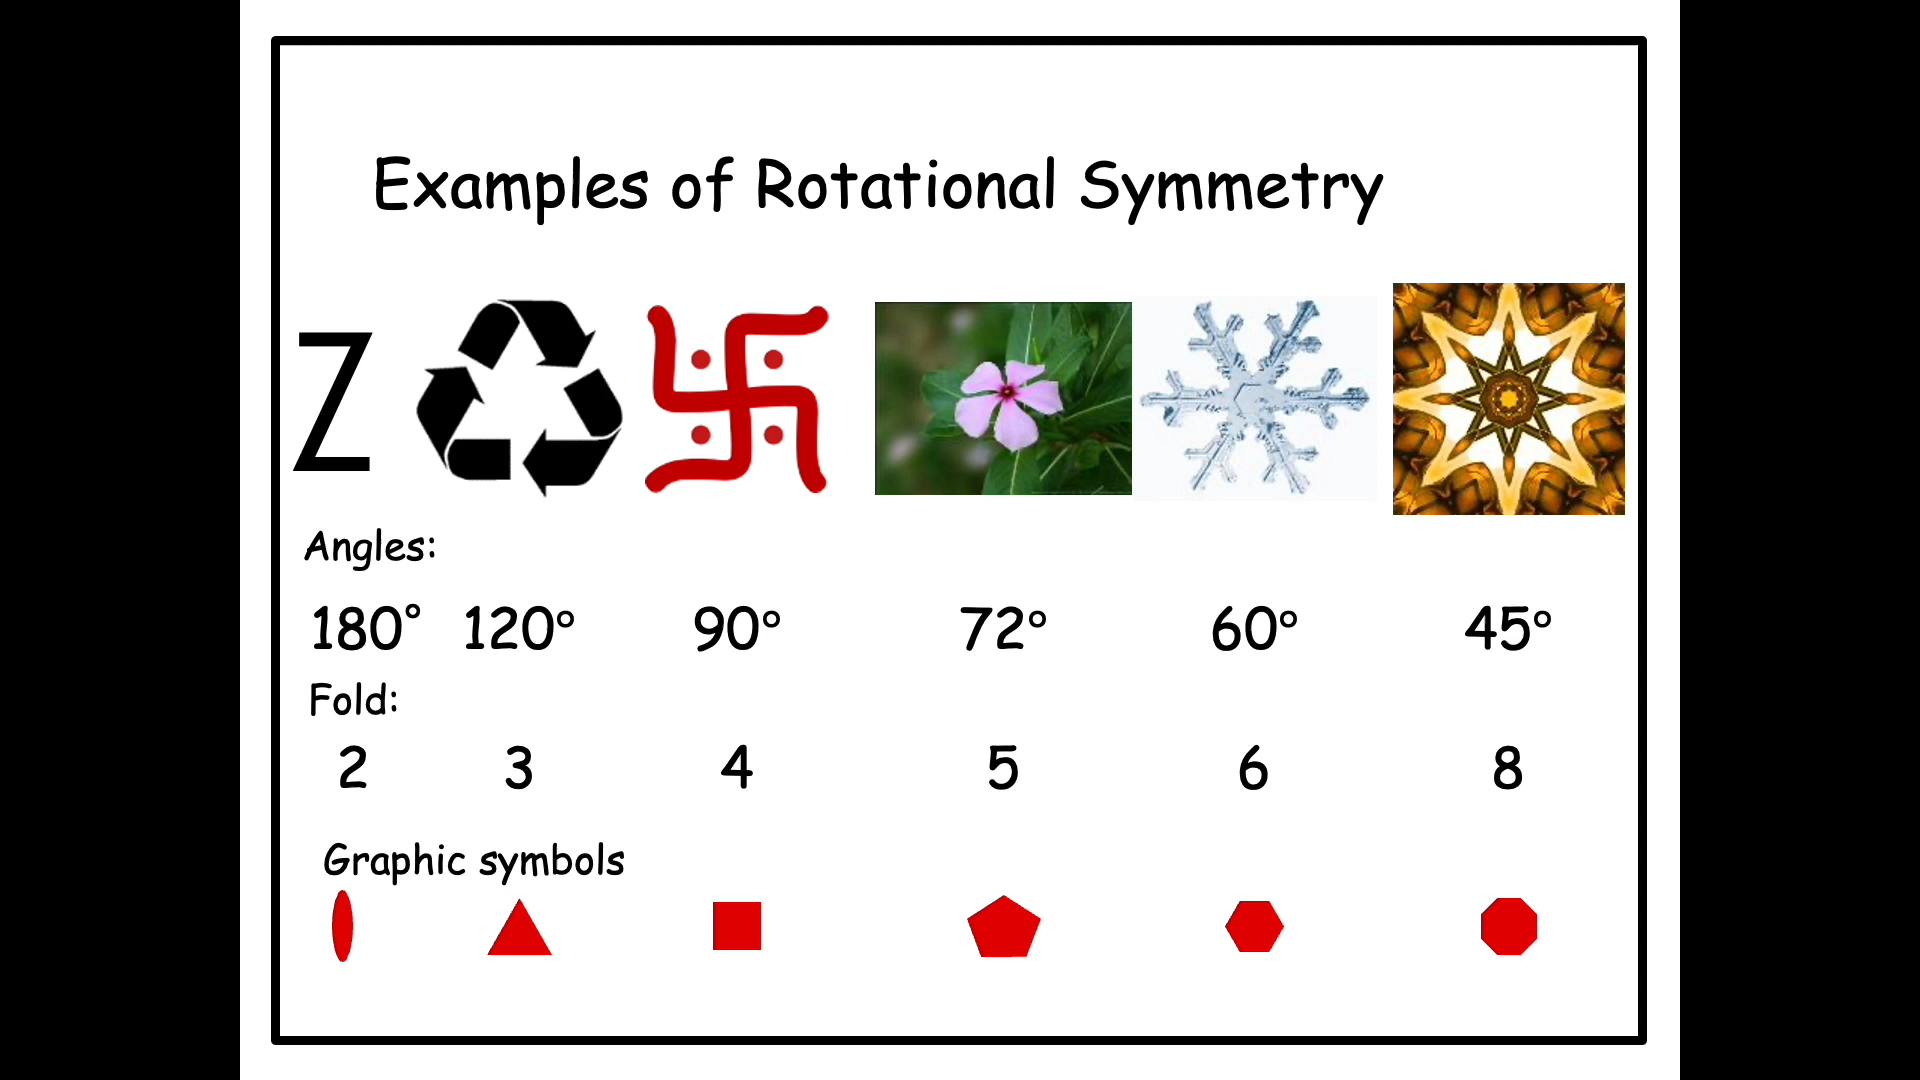 Examples of Rotational Symmetry
Z
Angles:
180° 120° 90° 72° 60° 45°
Fold:
2 3 4 5 6 8
Graphic symbols